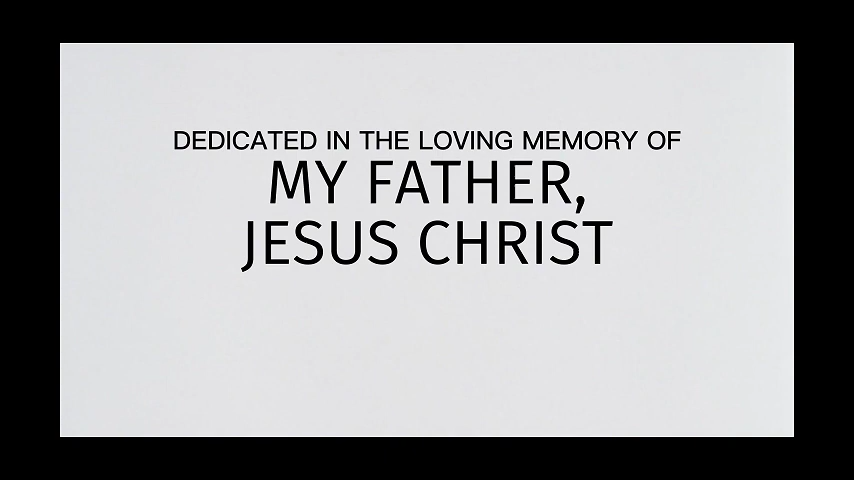 DEDICATED IN THE LOVING MEMORY OF
MY FATHER,
JESUS CHRIST